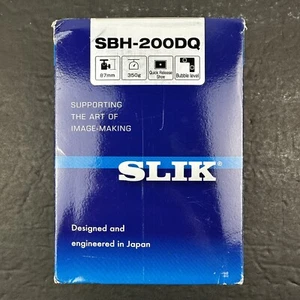 SBH-200DQ
87mm
350g
Quick Release
Shoe
Bubble level
SUPPORTING
THE ART OF
IMAGE-MAKING
SLIK®
Designed and
engineered in Japan